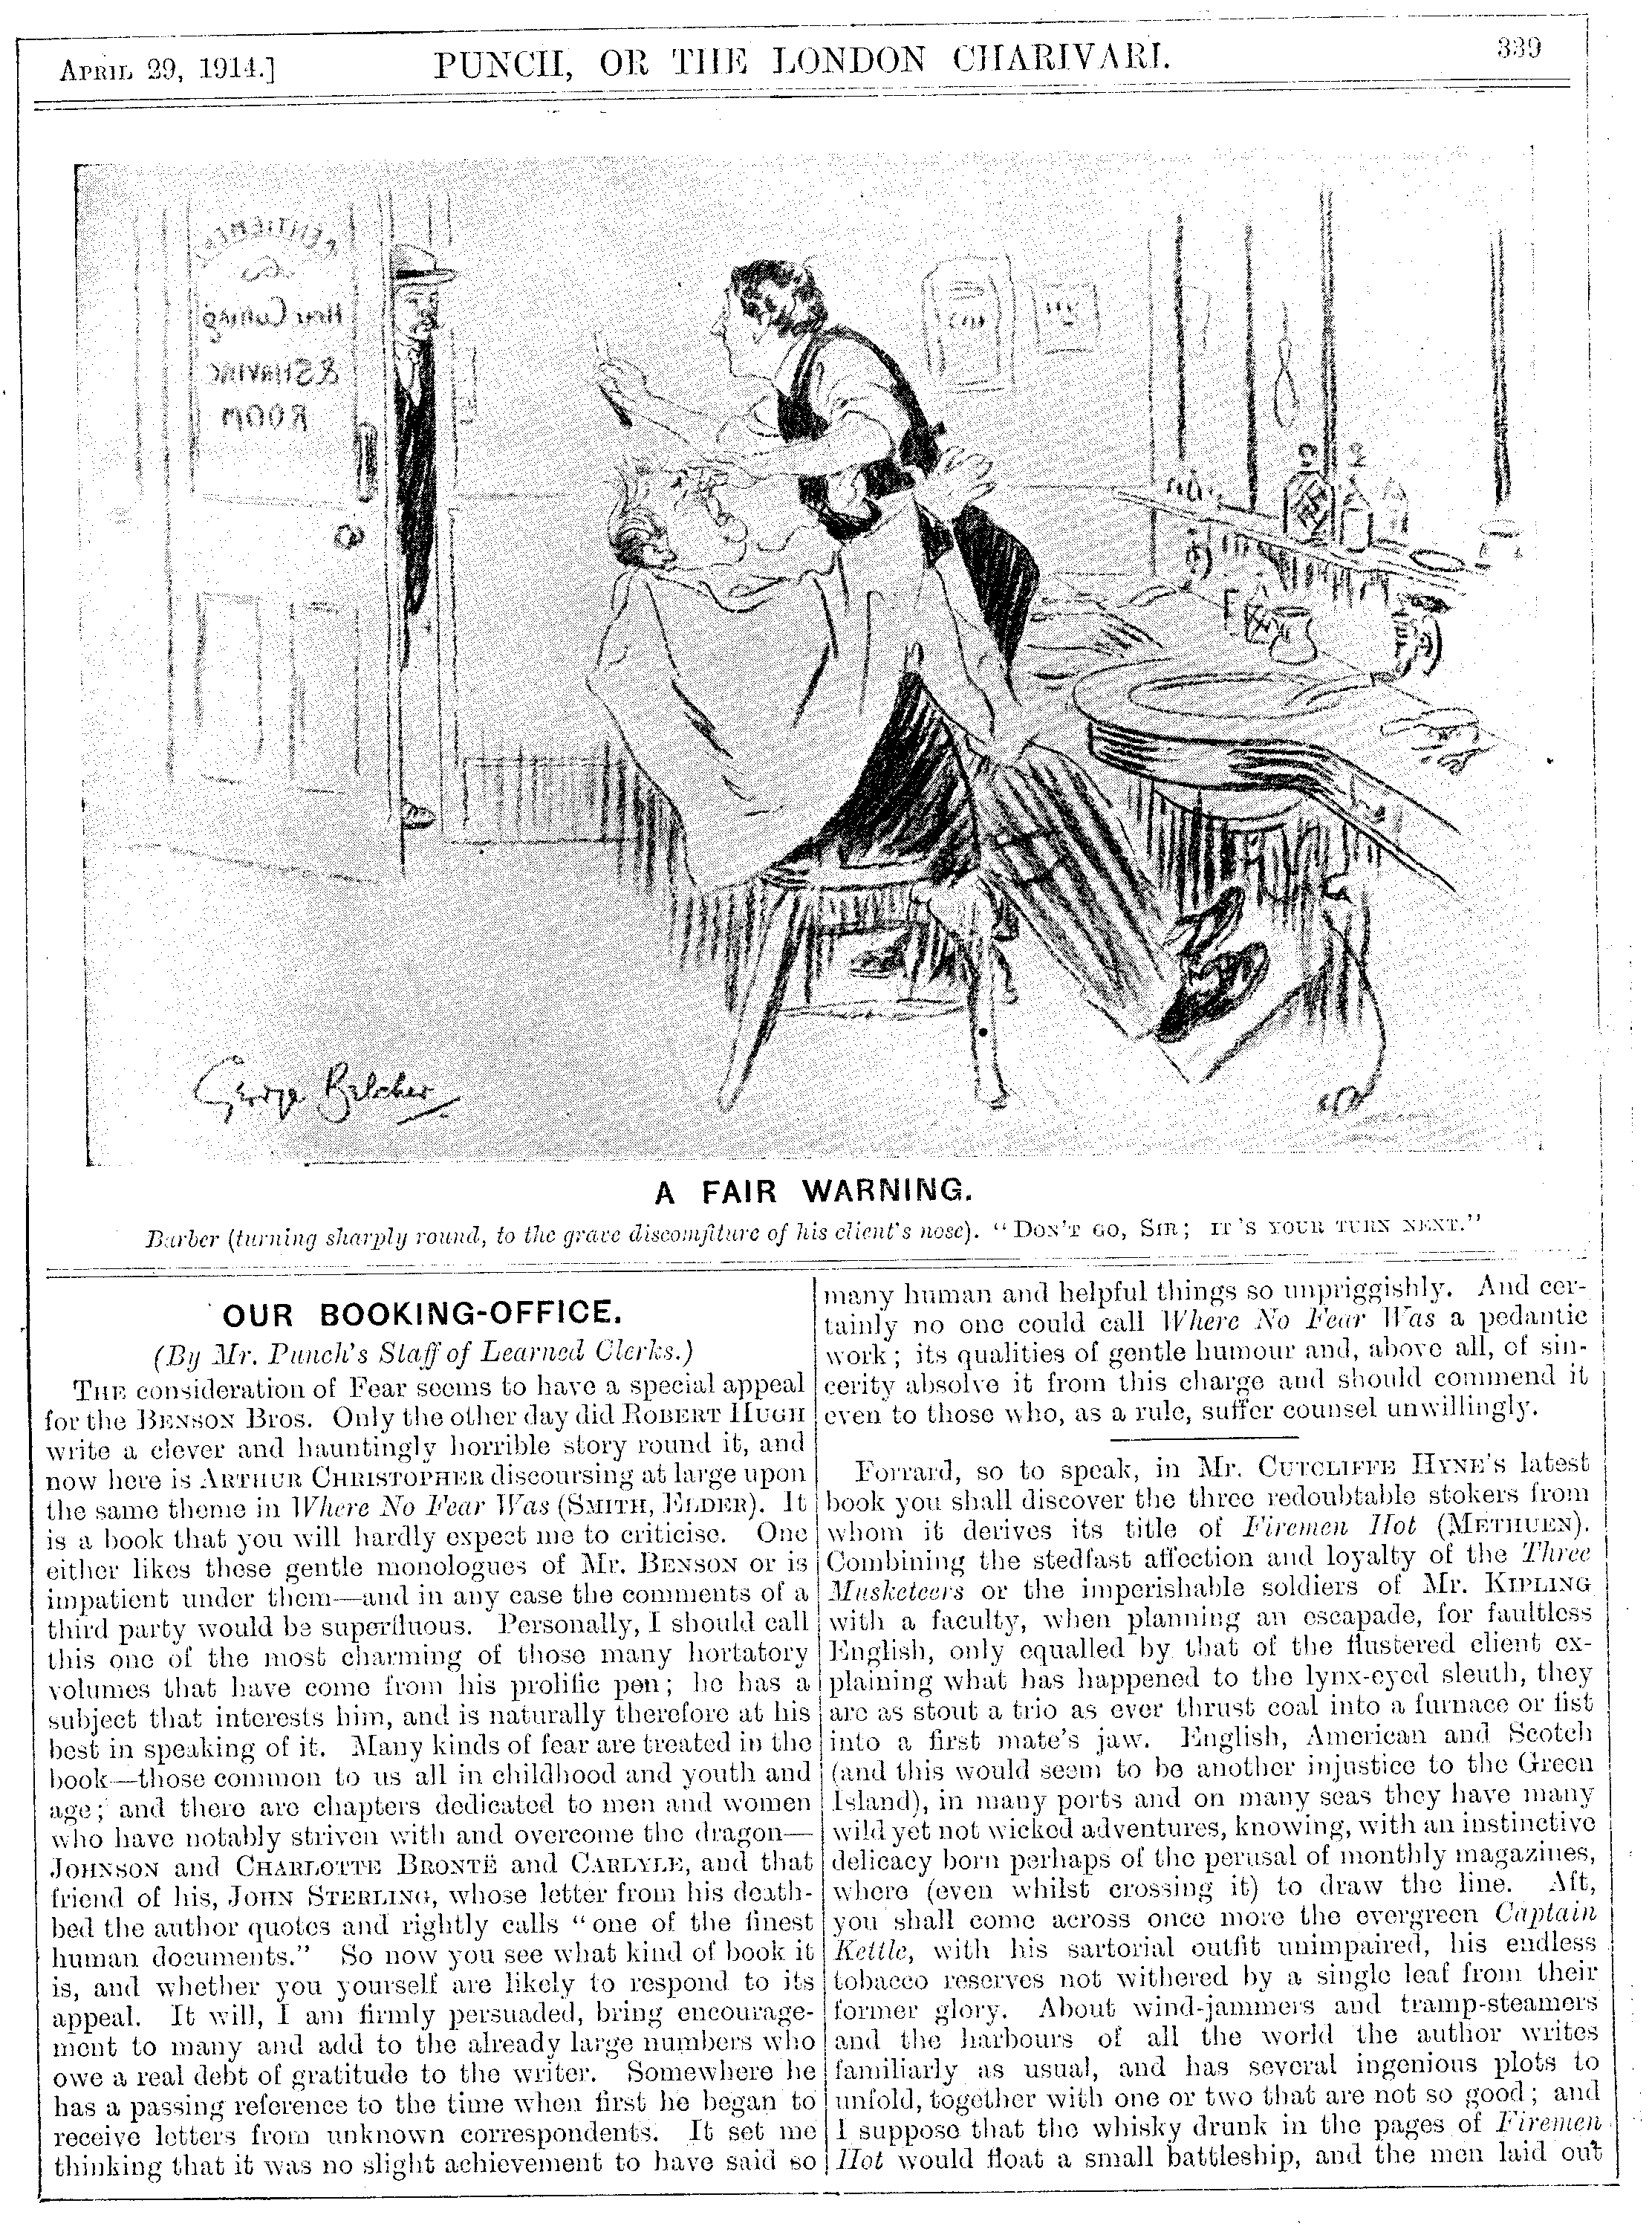 APRIL 29, 1914.]
PUNCH, OR THE LONDON CHARIVARI.
339
GENTLEMEN
Hair Cutting
& SHAVING
ROOM
George Belcher
A FAIR WARNING.
Barber (turning sharply round, to the grave discomfiture of his client's nose). "DON'T GO, SIR; IT'S YOUR TURN NEXT."
OUR BOOKING-OFFICE.
(By Mr. Punch's Staff of Learned Clerks.)
THE consideration of Fear seems to have a special appeal
for the BENSON Bros. Only the other day did ROBERT HUGH
write a clever and hauntingly horrible story round it, and
now here is ARTHUR CHRISTOPHER discoursing at large upon
the same theme in Where No Fear Was (SMITH, ELDER). It
is a book that you will hardly expect me to criticise. One
either likes these gentle monologues of Mr. BENSON or is
impatient under them—and in any case the comments of a
third party would be superfluous. Personally, I should call
this one of the most charming of those many hortatory
volumes that have come from his prolific pen; he has a
subject that interests him, and is naturally therefore at his
best in speaking of it. Many kinds of fear are treated in the
book—those common to us all in childhood and youth and
age; and there are chapters dedicated to men and women
who have notably striven with and overcome the dragon—
JOHNSON and CHARLOTTE BRONTË and CARLYLE, and that
friend of his, JOHN STERLING, whose letter from his death-
bed the author quotes and rightly calls "one of the finest
human documents." So now you see what kind of book it
is, and whether you yourself are likely to respond to its
appeal. It will, I am firmly persuaded, bring encourage-
ment to many and add to the already large numbers who
owe a real debt of gratitude to the writer. Somewhere he
has a passing reference to the time when first he began to
receive letters from unknown correspondents. It set me
thinking that it was no slight achievement to have said so
many human and helpful things so unpriggishly. And cer-
tainly no one could call Where No Fear Was a pedantic
work; its qualities of gentle humour and, above all, of sin-
cerity absolve it from this charge and should commend it
even to those who, as a rule, suffer counsel unwillingly.
Forrard, so to speak, in Mr. CUTCLIFFE HYNE'S latest
book you shall discover the three redoubtable stokers from
whom it derives its title of Firemen Hot (METHUEN).
Combining the stedfast affection and loyalty of the Three
Musketeers or the imperishable soldiers of Mr. KIPLING
with a faculty, when planning an escapade, for faultless
English, only equalled by that of the flustered client ex-
plaining what has happened to the lynx-eyed sleuth, they
are as stout a trio as ever thrust coal into a furnace or fist
into a first mate's jaw. English, American and Scotch
(and this would seem to be another injustice to the Green
Island), in many ports and on many seas they have many
wild yet not wicked adventures, knowing, with an instinctive
delicacy born perhaps of the perusal of monthly magazines,
where (even whilst crossing it) to draw the line. Aft,
you shall come across once more the evergreen Captain
Kettle, with his sartorial outfit unimpaired, his endless
tobacco reserves not withered by a single leaf from their
former glory. About wind-jammers and tramp-steamers
and the harbours of all the world the author writes
familiarly as usual, and has several ingenious plots to
unfold, together with one or two that are not so good; and
I suppose that the whisky drunk in the pages of Firemen
Hot would float a small battleship, and the men laid out